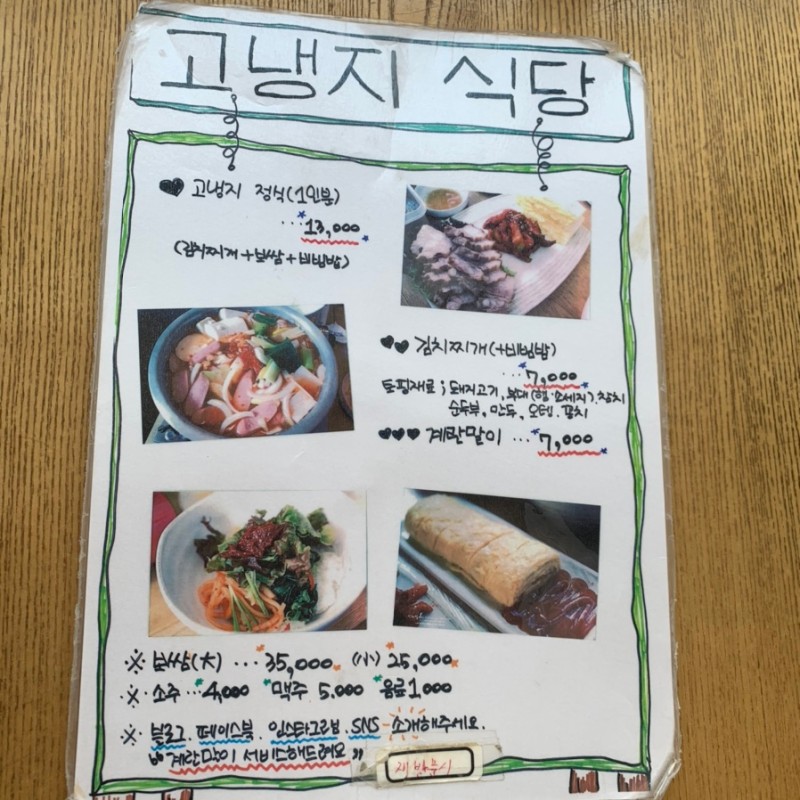 고냉지 식당
♥ 고냉지 정식(1인분)
··· 13,000
(김치찌개+보쌈+비빔밥)
♥♥ 김치찌개(+비빔밥)
··· 7,000
토핑재료; 돼지고기, 부대(햄·소세지), 참치
순두부, 만두, 오뎅, 꽁치
♥♥♥ 계란말이 ··· 7,000
※ 보쌈(大) ··· 35,000 (小) 25,000
※ 소주 ··· 4,000 맥주 5.000 음료 1,000
※ 블로그. 페이스북. 인스타그램. SNS 소개해주세요.
"계란말이 서비스해드려요"
재방문시